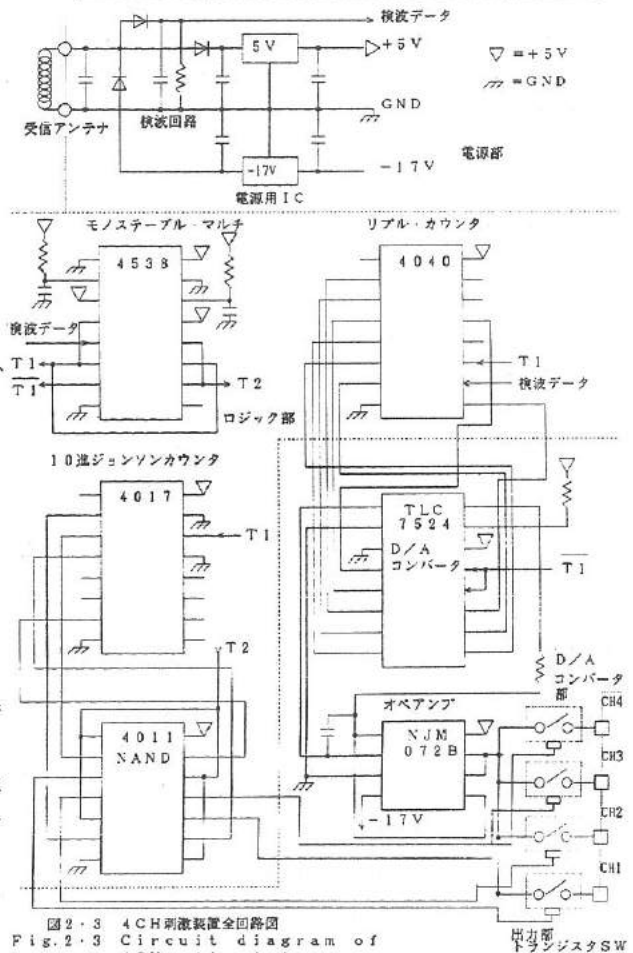 検波データ
5V
+5V
▽=+5V
=GND
GND
受信アンテナ
検波回路
-17V
-17V
電源部
電源用IC
モノステーブル・マルチ
リプル・カウンタ
4538
4040
検波データ
T1
T1
T2
T1
検波データ
ロジック部
10進ジョンソンカウンタ
4017
T1
TLC
7524
D/A
コンバータ
T1
T2
D/A
コンバータ
部
オペアンプ
4011
NAND
NJM
072B
-17V
CH4
CH3
CH2
CH1
図2・3 4CH刺激装置全回路図
Fig.2・3 Circuit diagram of
出力部
トランジスタSW